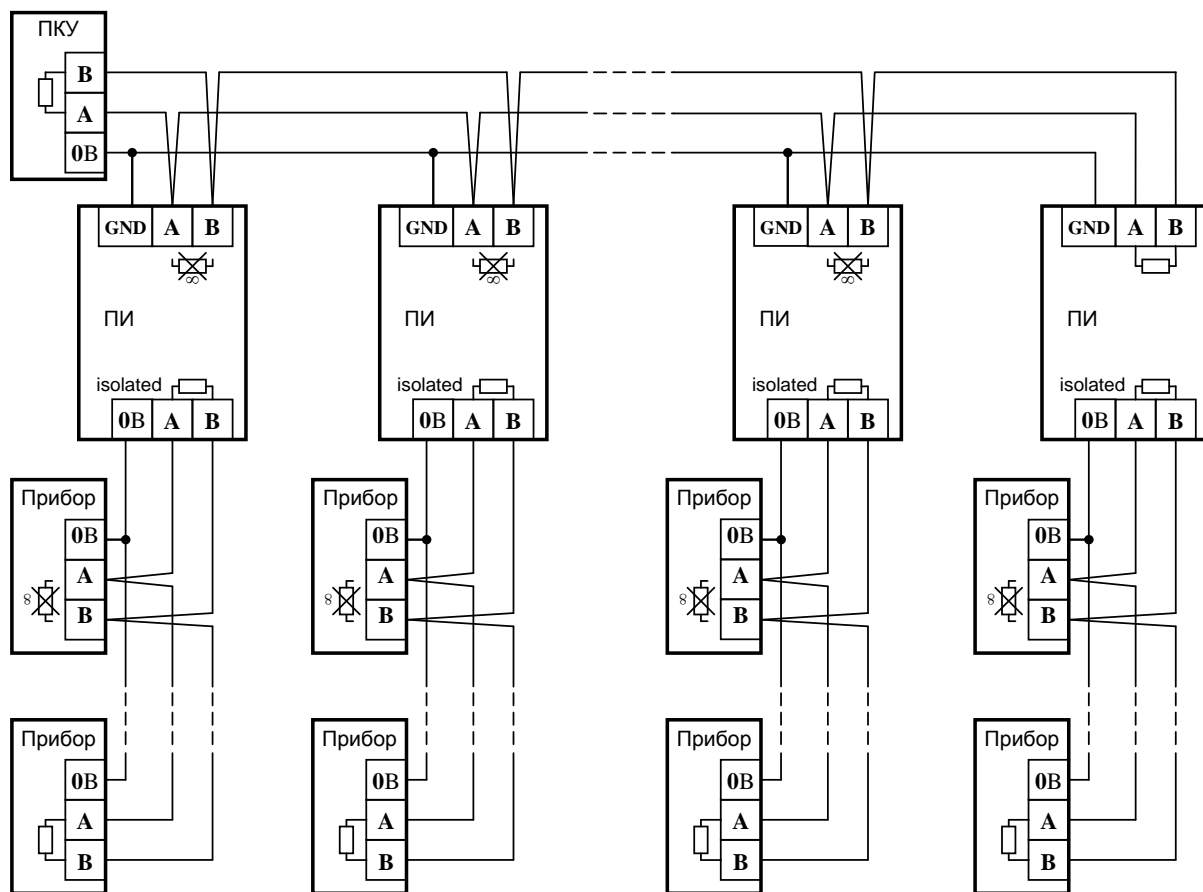 ПКУ
B
A
0В
GND A B
GND A B
GND A B
GND A B
∞
∞
∞
ПИ
ПИ
ПИ
ПИ
isolated
isolated
isolated
isolated
0В A B
0В A B
0В A B
0В A B
Прибор
Прибор
Прибор
Прибор
0В
0В
0В
0В
A
A
A
A
∞
∞
∞
∞
B
B
B
B
Прибор
Прибор
Прибор
Прибор
0В
0В
0В
0В
A
A
A
A
B
B
B
B